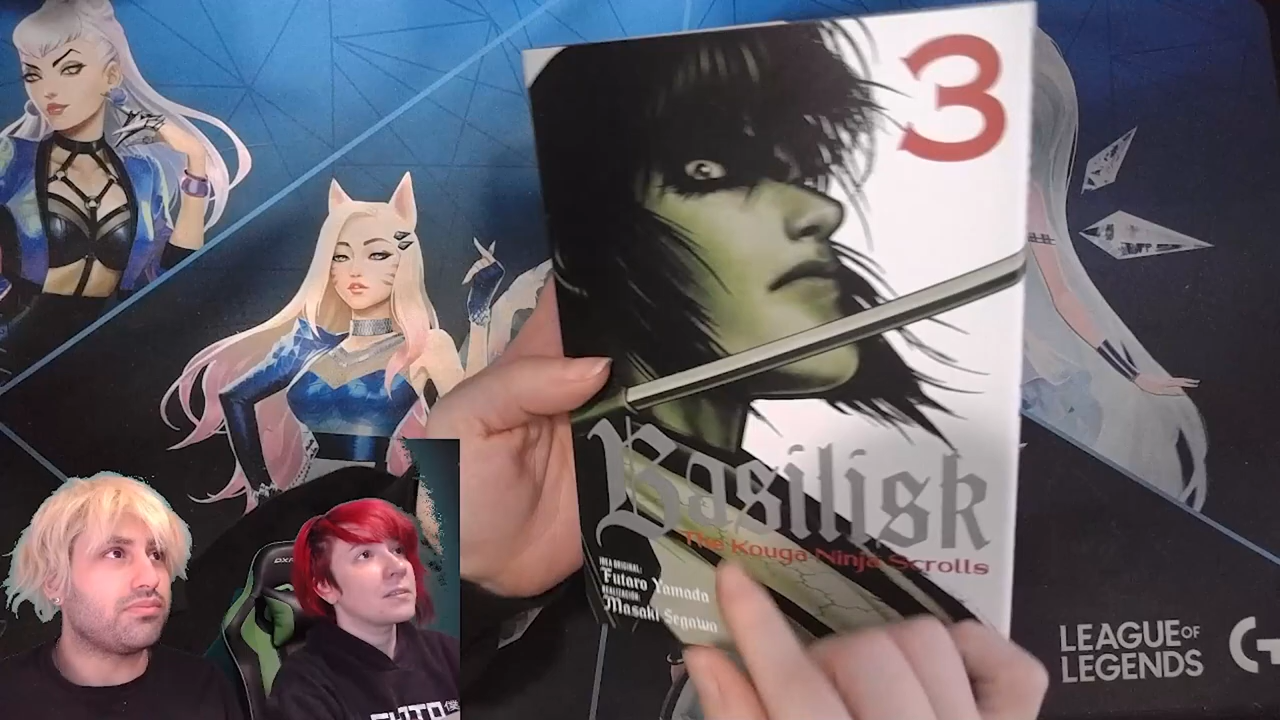 3
Basilisk
The Kouga Ninja Scrolls
IDEA ORIGINAL:
Futaro Yamada
REALIZACIÓN:
Masaki Segawa
LEAGUE OF
LEGENDS
G